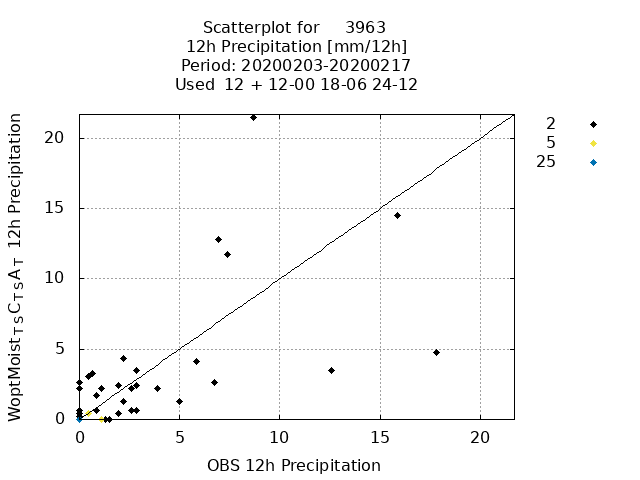 Scatterplot for 3963
12h Precipitation [mm/12h]
Period: 20200203-20200217
Used 12 + 12-00 18-06 24-12
2
5
25
20
15
10
5
0
0 5 10 15 20
WoptMoist T S C T S A T 12h Precipitation
OBS 12h Precipitation